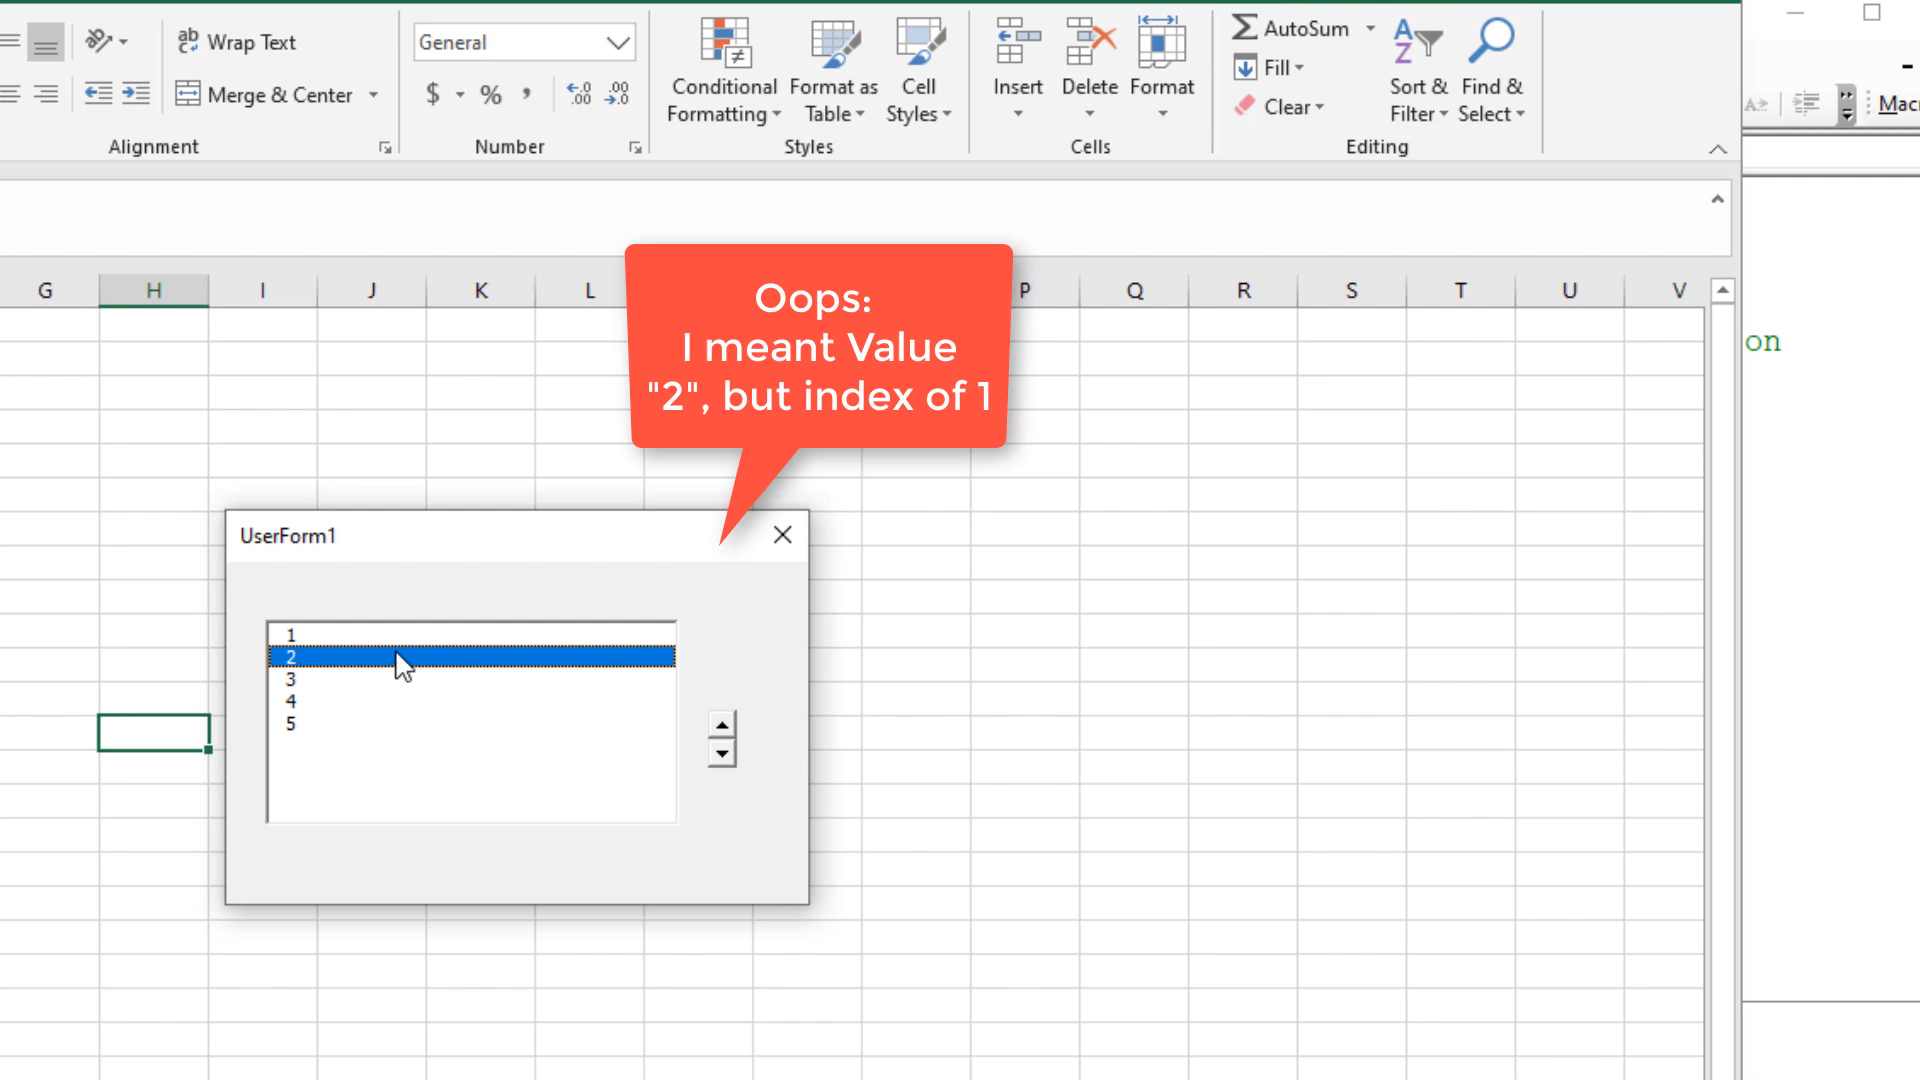 Wrap Text
General
AutoSum
Fill
Merge & Center
$ % ,
Conditional
Formatting
Format as
Table
Cell
Styles
Insert
Delete
Format
Clear
Sort &
Filter
Find &
Select
Alignment
Number
Styles
Cells
Editing
G H I J K L P Q R S T U V
Oops:
I meant Value
"2", but index of 1
on
UserForm1
1
2
3
4
5